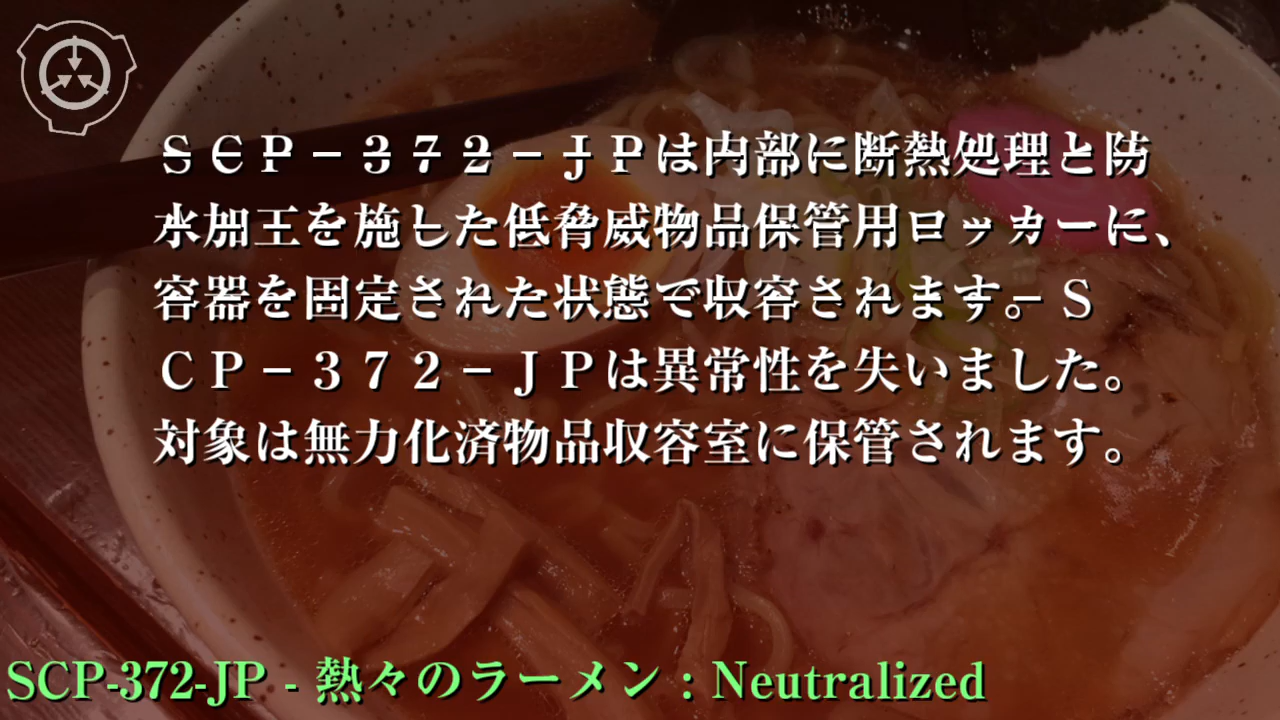 ＳＣＰ－３７２－ＪＰは内部に断熱処理と防
水加工を施した低脅威物品保管用ロッカーに、
容器を固定された状態で収容されます。－Ｓ
ＣＰ－３７２－ＪＰは異常性を失いました。
対象は無力化済物品収容室に保管されます。
SCP-372-JP - 熱々のラーメン : Neutralized